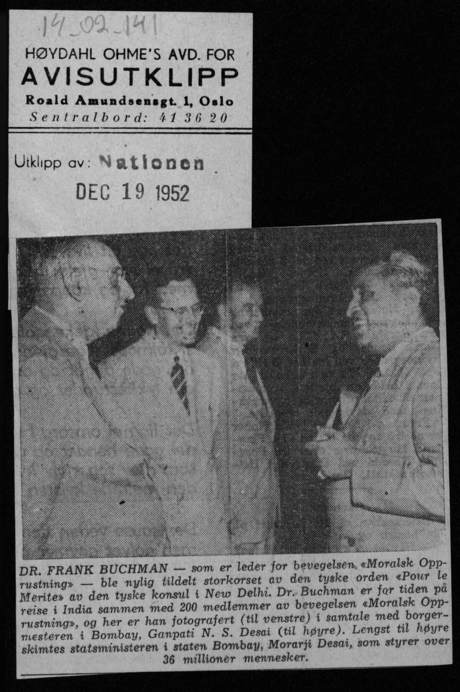 14_02_141
HØYDAHL OHME'S AVD. FOR
AVISUTKLIPP
Roald Amundsensgt. 1, Oslo
Sentralbord: 41 36 20
Utklipp av: Nationen
DEC 19 1952
DR. FRANK BUCHMAN — som er leder for bevegelsen «Moralsk Opp-
rustning» — ble nylig tildelt storkorset av den tyske orden «Pour le
Merite» av den tyske konsul i New Delhi. Dr. Buchman er for tiden på
reise i India sammen med 200 medlemmer av bevegelsen «Moralsk Opp-
rustning», og her er han fotografert (til venstre) i samtale med borger-
mesteren i Bombay, Ganpati N. S. Desai (til høyre). Lengst til høyre
skimtes statsministeren i staten Bombay, Morarji Desai, som styrer over
36 millioner mennesker.